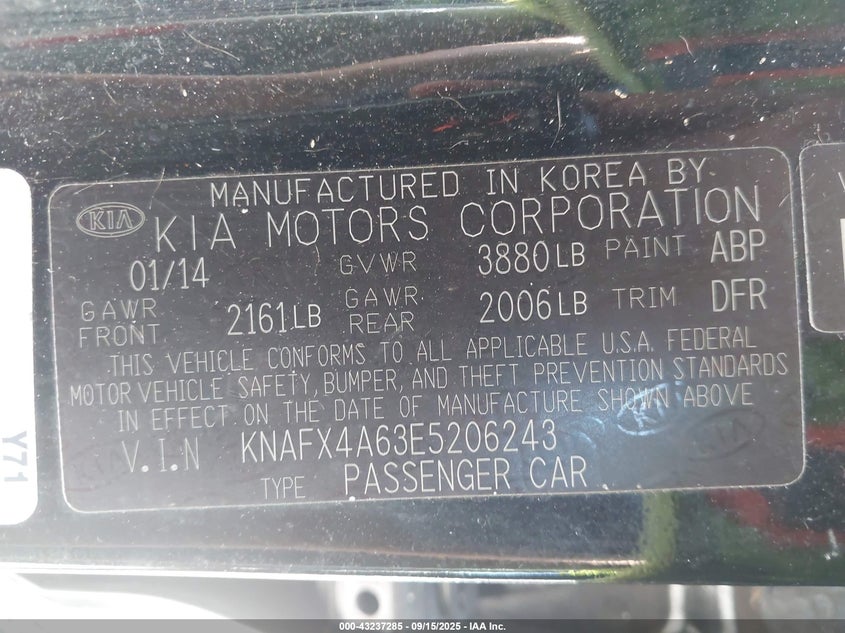 MANUFACTURED IN KOREA BY
KIA
KIA MOTORS CORPORATION
01/14 GVWR 3880LB PAINT ABP
GAWR FRONT 2161LB GAWR REAR 2006LB TRIM DFR
THIS VEHICLE CONFORMS TO ALL APPLICABLE U.S.A. FEDERAL
MOTOR VEHICLE SAFETY, BUMPER, AND THEFT PREVENTION STANDARDS
IN EFFECT ON THE DATE OF MANUFACTURE SHOWN ABOVE
V.I.N KNAFX4A63E5206243
TYPE PASSENGER CAR
KIA
Y71
000-43237285 - 09/15/2025 - IAA Inc.